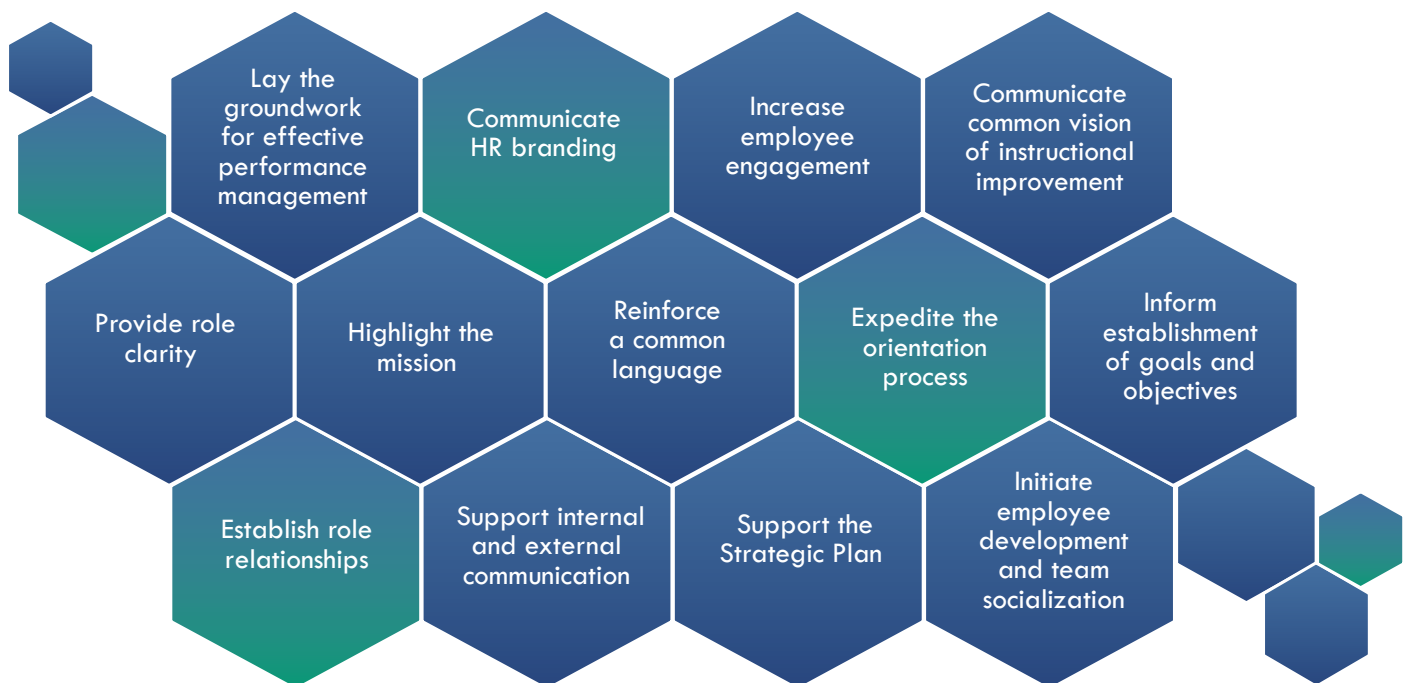 Lay the
groundwork
for effective
performance
management
Communicate
HR branding
Increase
employee
engagement
Communicate
common vision
of instructional
improvement
Provide role
clarity
Highlight the
mission
Reinforce
a common
language
Expedite the
orientation
process
Inform
establishment
of goals and
objectives
Establish role
relationships
Support internal
and external
communication
Support the
Strategic Plan
Initiate
employee
development
and team
socialization